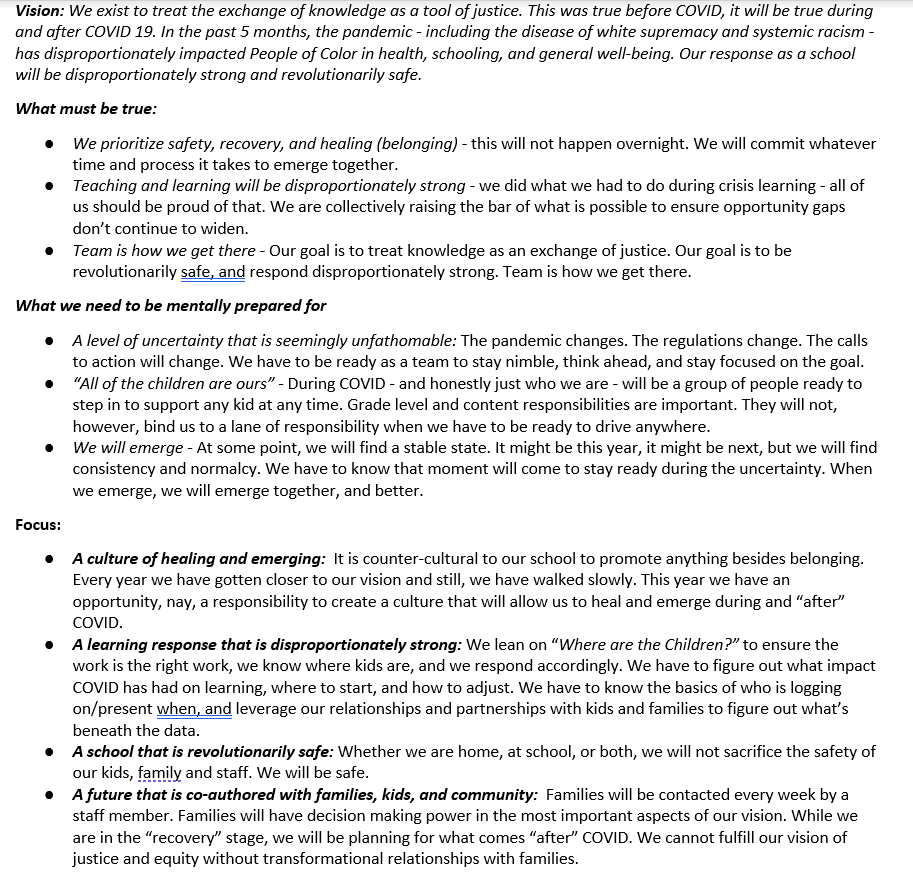 Vision: We exist to treat the exchange of knowledge as a tool of justice. This was true before COVID, it will be true during
and after COVID 19. In the past 5 months, the pandemic - including the disease of white supremacy and systemic racism -
has disproportionately impacted People of Color in health, schooling, and general well-being. Our response as a school
will be disproportionately strong and revolutionarily safe.
What must be true:
● We prioritize safety, recovery, and healing (belonging) - this will not happen overnight. We will commit whatever
time and process it takes to emerge together.
● Teaching and learning will be disproportionately strong - we did what we had to do during crisis learning - all of
us should be proud of that. We are collectively raising the bar of what is possible to ensure opportunity gaps
don’t continue to widen.
● Team is how we get there - Our goal is to treat knowledge as an exchange of justice. Our goal is to be
revolutionarily safe, and respond disproportionately strong. Team is how we get there.
What we need to be mentally prepared for
● A level of uncertainty that is seemingly unfathomable: The pandemic changes. The regulations change. The calls
to action will change. We have to be ready as a team to stay nimble, think ahead, and stay focused on the goal.
● “All of the children are ours” - During COVID - and honestly just who we are - will be a group of people ready to
step in to support any kid at any time. Grade level and content responsibilities are important. They will not,
however, bind us to a lane of responsibility when we have to be ready to drive anywhere.
● We will emerge - At some point, we will find a stable state. It might be this year, it might be next, but we will find
consistency and normalcy. We have to know that moment will come to stay ready during the uncertainty. When
we emerge, we will emerge together, and better.
Focus:
● A culture of healing and emerging: It is counter-cultural to our school to promote anything besides belonging.
Every year we have gotten closer to our vision and still, we have walked slowly. This year we have an
opportunity, nay, a responsibility to create a culture that will allow us to heal and emerge during and “after”
COVID.
● A learning response that is disproportionately strong: We lean on “Where are the Children?” to ensure the
work is the right work, we know where kids are, and we respond accordingly. We have to figure out what impact
COVID has had on learning, where to start, and how to adjust. We have to know the basics of who is logging
on/present when, and leverage our relationships and partnerships with kids and families to figure out what’s
beneath the data.
● A school that is revolutionarily safe: Whether we are home, at school, or both, we will not sacrifice the safety of
our kids, family and staff. We will be safe.
● A future that is co-authored with families, kids, and community: Families will be contacted every week by a
staff member. Families will have decision making power in the most important aspects of our vision. While we
are in the “recovery” stage, we will be planning for what comes “after” COVID. We cannot fulfill our vision of
justice and equity without transformational relationships with families.